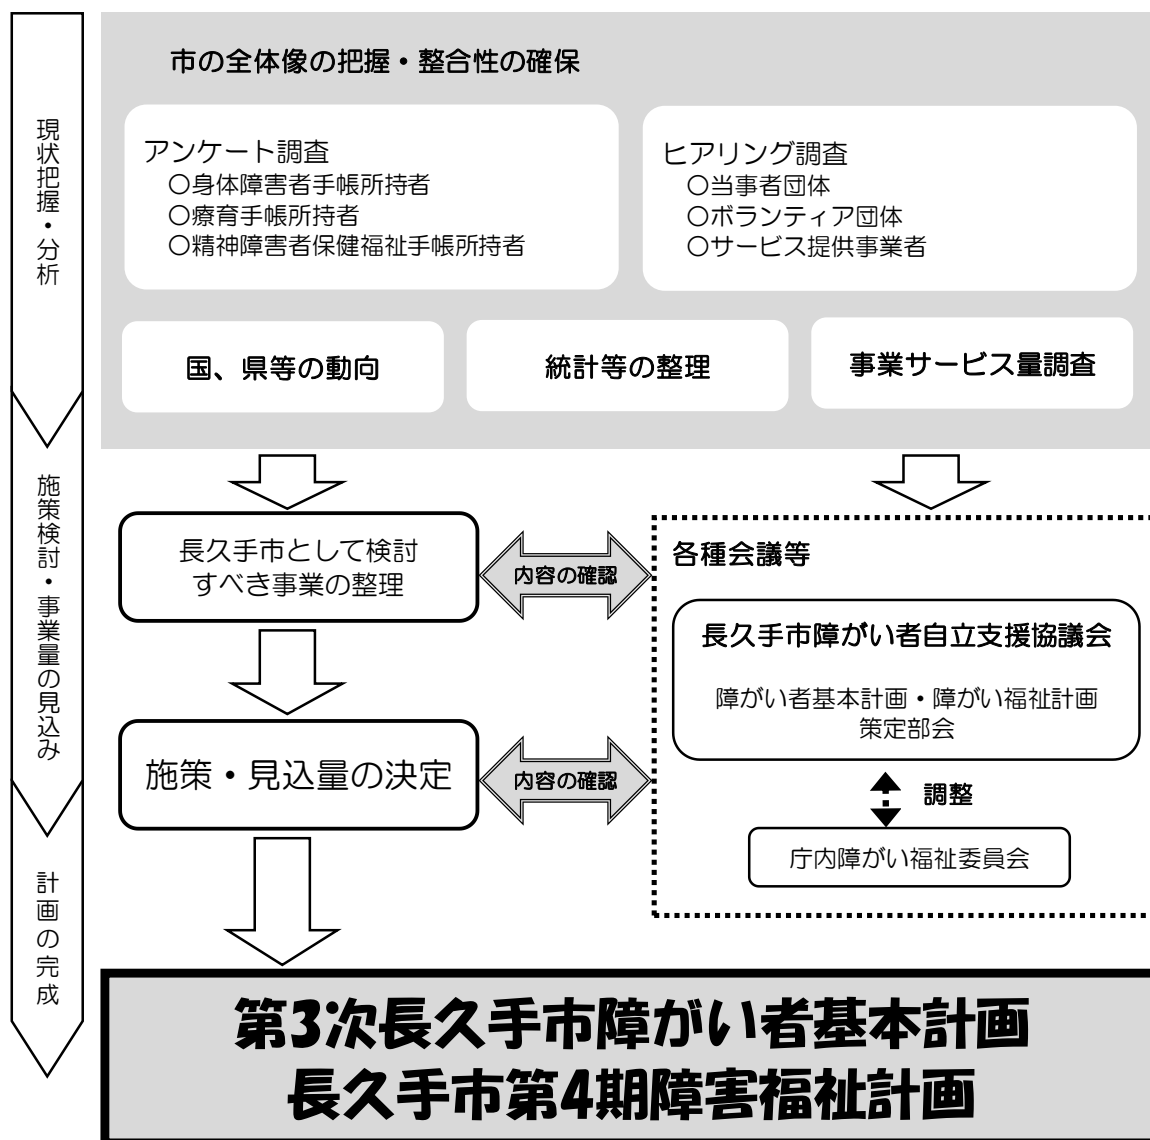 現状把握・分析
市の全体像の把握・整合性の確保
アンケート調査
〇身体障害者手帳所持者
〇療育手帳所持者
〇精神障害者保健福祉手帳所持者
ヒアリング調査
〇当事者団体
〇ボランティア団体
〇サービス提供事業者
国、県等の動向
統計等の整理
事業サービス量調査
施策検討・事業量の見込み
長久手市として検討
すべき事業の整理
内容の確認
各種会議等
長久手市障がい者自立支援協議会
障がい者基本計画・障がい福祉計画
策定部会
施策・見込量の決定
内容の確認
調整
庁内障がい福祉委員会
計画の完成
第3次長久手市障がい者基本計画
長久手市第4期障害福祉計画